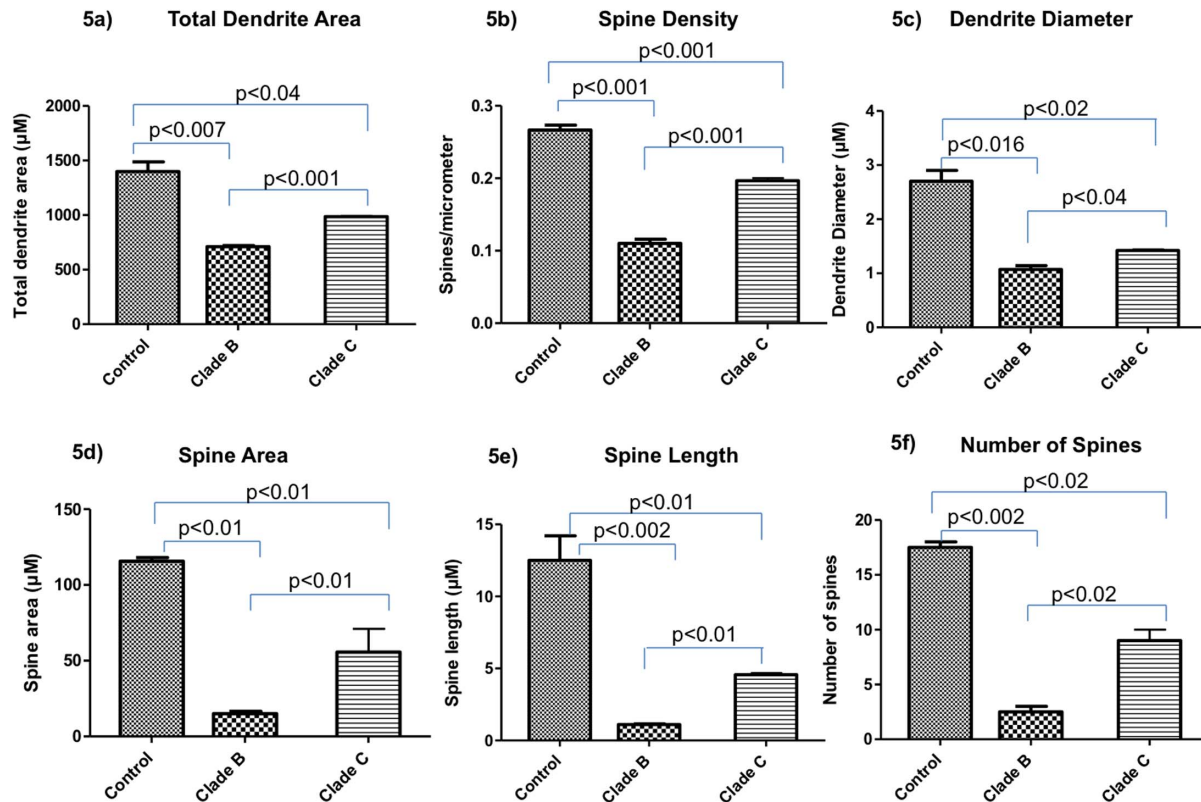 5a) Total Dendrite Area
p<0.04
p<0.007
p<0.001
Total dendrite area (µM)
2000
1500
1000
500
0
Control
Clade B
Clade C
5b) Spine Density
p<0.001
p<0.001
p<0.001
Spines/micrometer
0.3
0.2
0.1
0.0
Control
Clade B
Clade C
5c) Dendrite Diameter
p<0.02
p<0.016
p<0.04
Dendrite Diameter (µM)
4
3
2
1
0
Control
Clade B
Clade C
5d) Spine Area
p<0.01
p<0.01
p<0.01
Spine area (µM)
150
100
50
0
Control
Clade B
Clade C
5e) Spine Length
p<0.01
p<0.002
p<0.01
Spine length (µM)
15
10
5
0
Control
Clade B
Clade C
5f) Number of Spines
p<0.02
p<0.002
p<0.02
Number of spines
20
15
10
5
0
Control
Clade B
Clade C